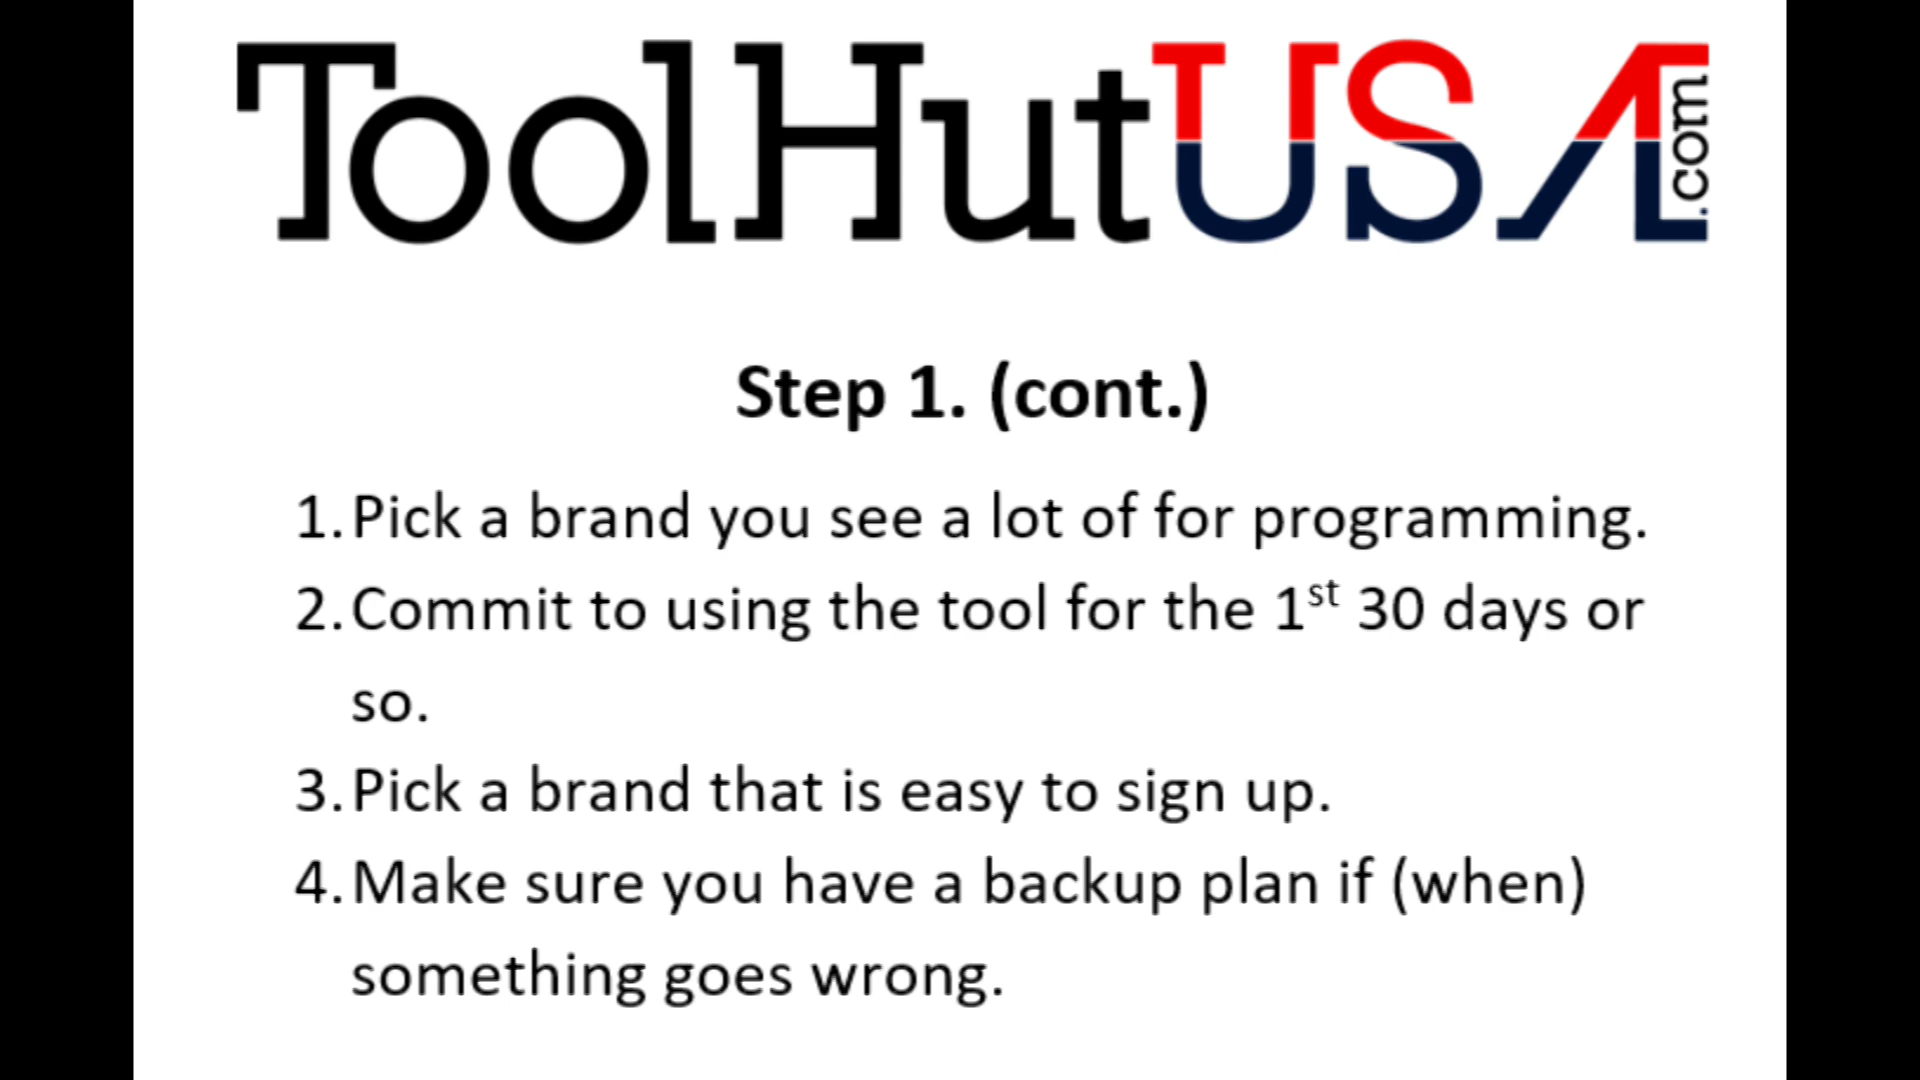 ToolHutUSA.com
Step 1. (cont.)
1. Pick a brand you see a lot of for programming.
2. Commit to using the tool for the 1st 30 days or
so.
3. Pick a brand that is easy to sign up.
4. Make sure you have a backup plan if (when)
something goes wrong.